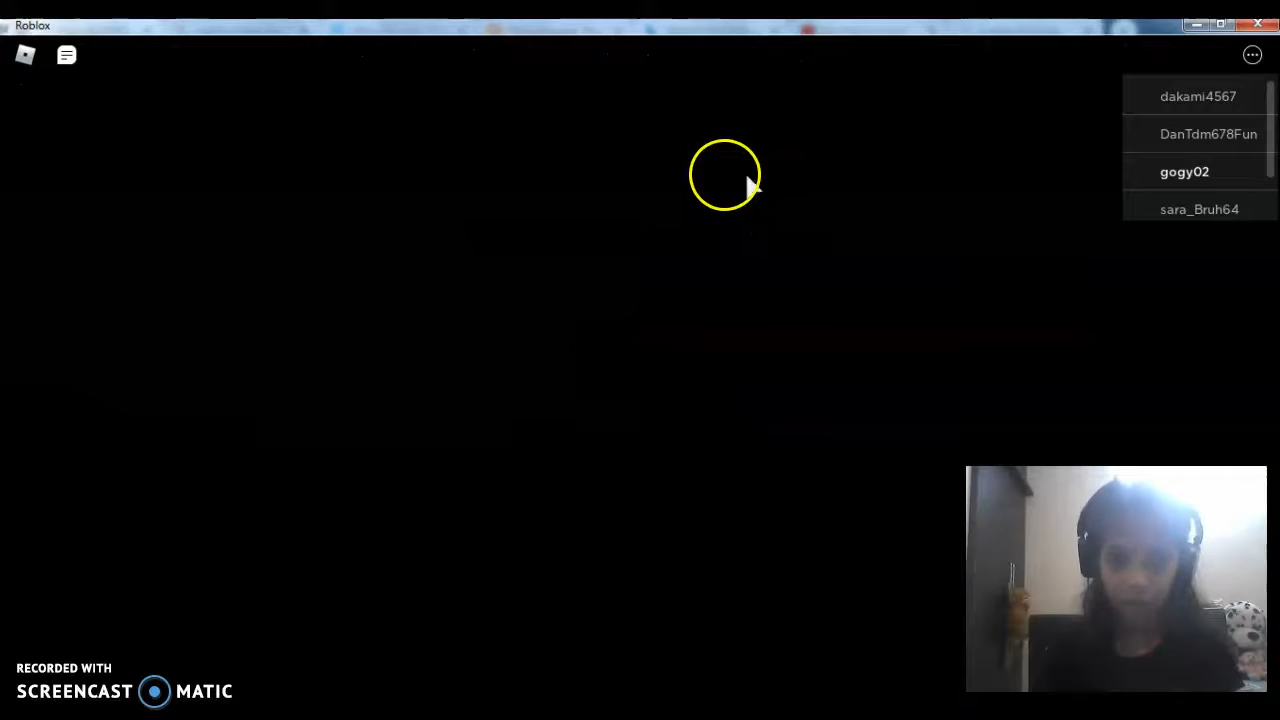 Roblox
dakami4567
DanTdm678Fun
gogy02
sara_Bruh64
RECORDED WITH
SCREENCAST MATIC